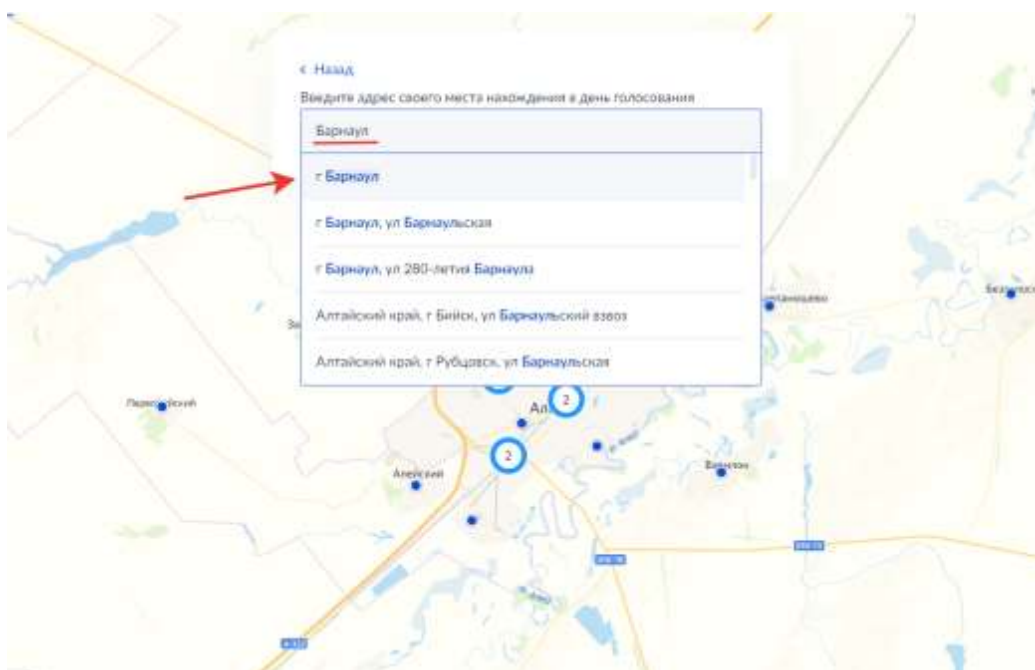 < Назад
Введите адрес своего места нахождения в день голосования
Барнаул
г Барнаул
г Барнаул, ул Барнаульская
г Барнаул, ул 280-летия Барнаула
Алтайский край, г Бийск, ул Барнаульский взвоз
Алтайский край, г Рубцовск, ул Барнаульская
2
2
Алейский
Вавилон